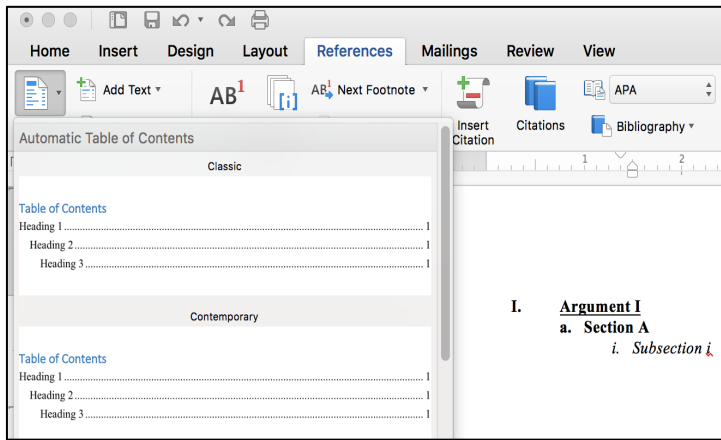 Home Insert Design Layout References Mailings Review View
Add Text AB1 [i] AB1 Next Footnote APA
Insert Citation Citations Bibliography
Automatic Table of Contents
1 2
Classic
Table of Contents
Heading 1 1
Heading 2 1
Heading 3 1
I. Argument I
Contemporary
a. Section A
i. Subsection i
Table of Contents
Heading 1 1
Heading 2 1
Heading 3 1